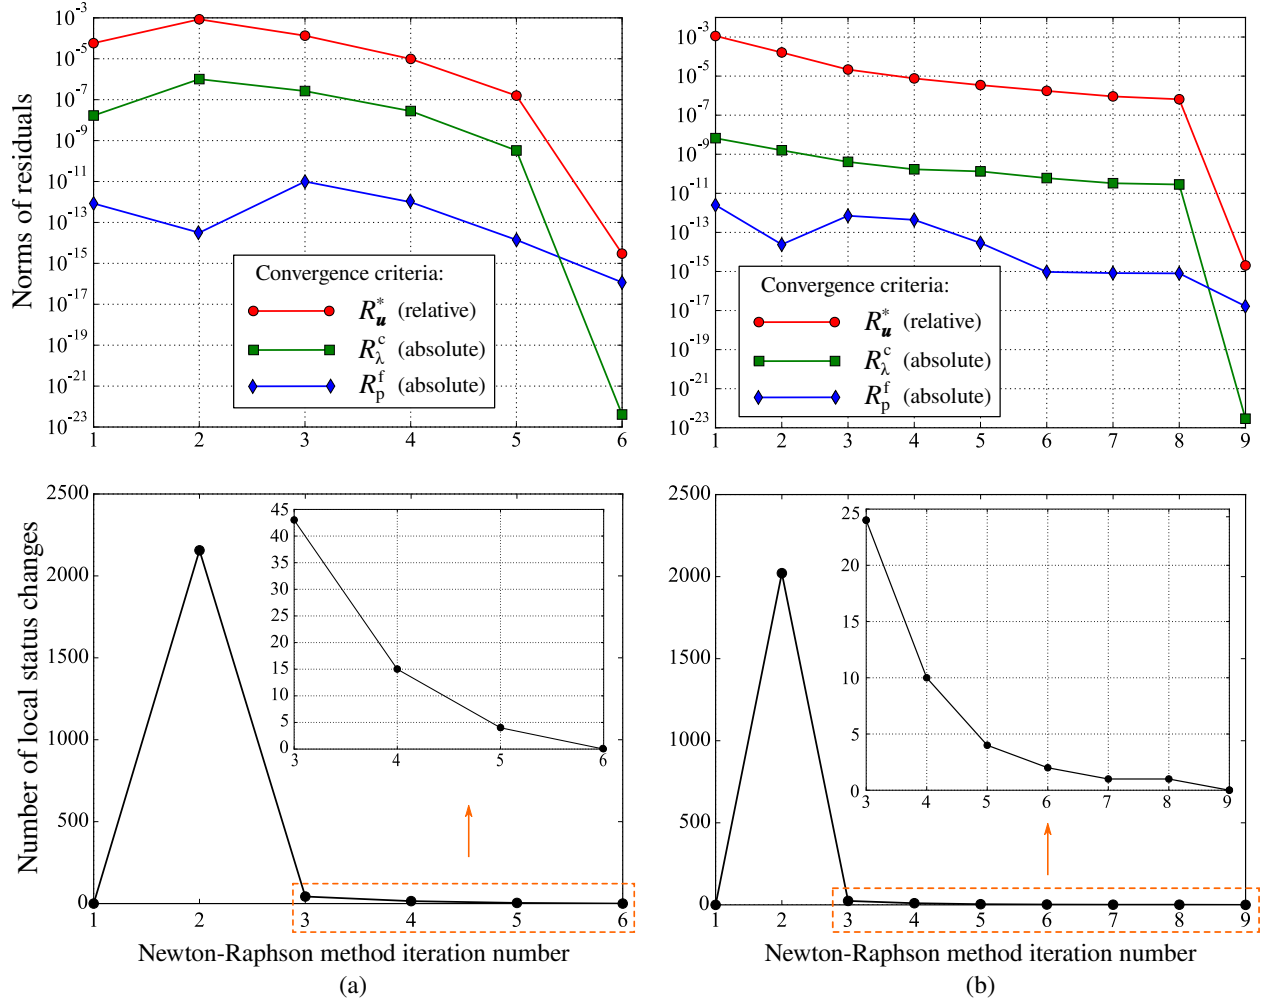 Norms of residuals
10^-3
10^-5
10^-7
10^-9
10^-11
10^-13
10^-15
10^-17
10^-19
10^-21
10^-23
1 2 3 4 5 6
Convergence criteria:
R_u^* (relative)
R_λ^c (absolute)
R_p^f (absolute)
10^-3
10^-5
10^-7
10^-9
10^-11
10^-13
10^-15
10^-17
10^-19
10^-21
10^-23
1 2 3 4 5 6 7 8 9
Convergence criteria:
R_u^* (relative)
R_λ^c (absolute)
R_p^f (absolute)
Number of local status changes
2500
2000
1500
1000
500
0
1 2 3 4 5 6
45
40
35
30
25
20
15
10
5
0
3 4 5 6
Newton-Raphson method iteration number
(a)
2500
2000
1500
1000
500
0
1 2 3 4 5 6 7 8 9
25
20
15
10
5
0
3 4 5 6 7 8 9
Newton-Raphson method iteration number
(b)